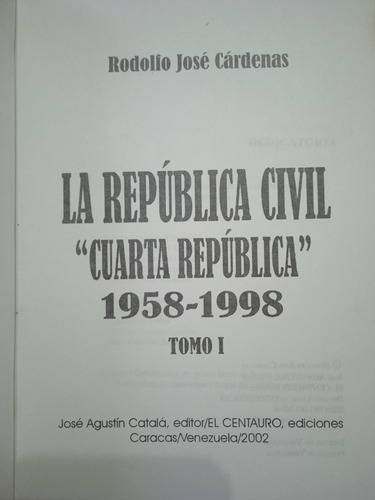 Rodolfo José Cárdenas
LA REPÚBLICA CIVIL
"CUARTA REPÚBLICA"
1958-1998
TOMO I
José Agustín Catalá, editor/EL CENTAURO, ediciones
Caracas/Venezuela/2002